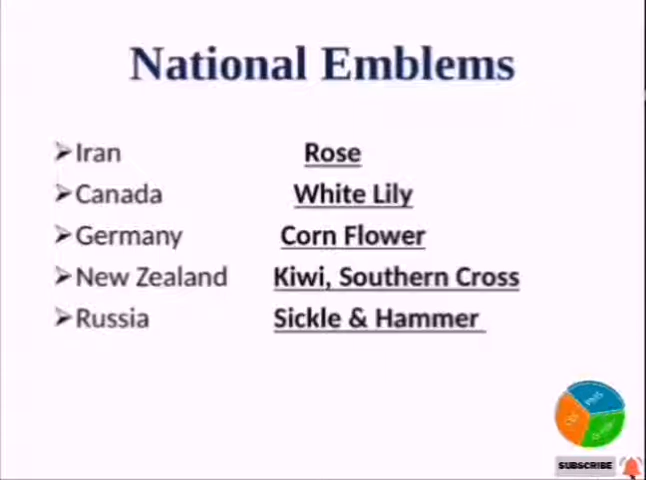 National Emblems
➢Iran Rose
➢Canada White Lily
➢Germany Corn Flower
➢New Zealand Kiwi, Southern Cross
➢Russia Sickle & Hammer
PMS
SUBSCRIBE